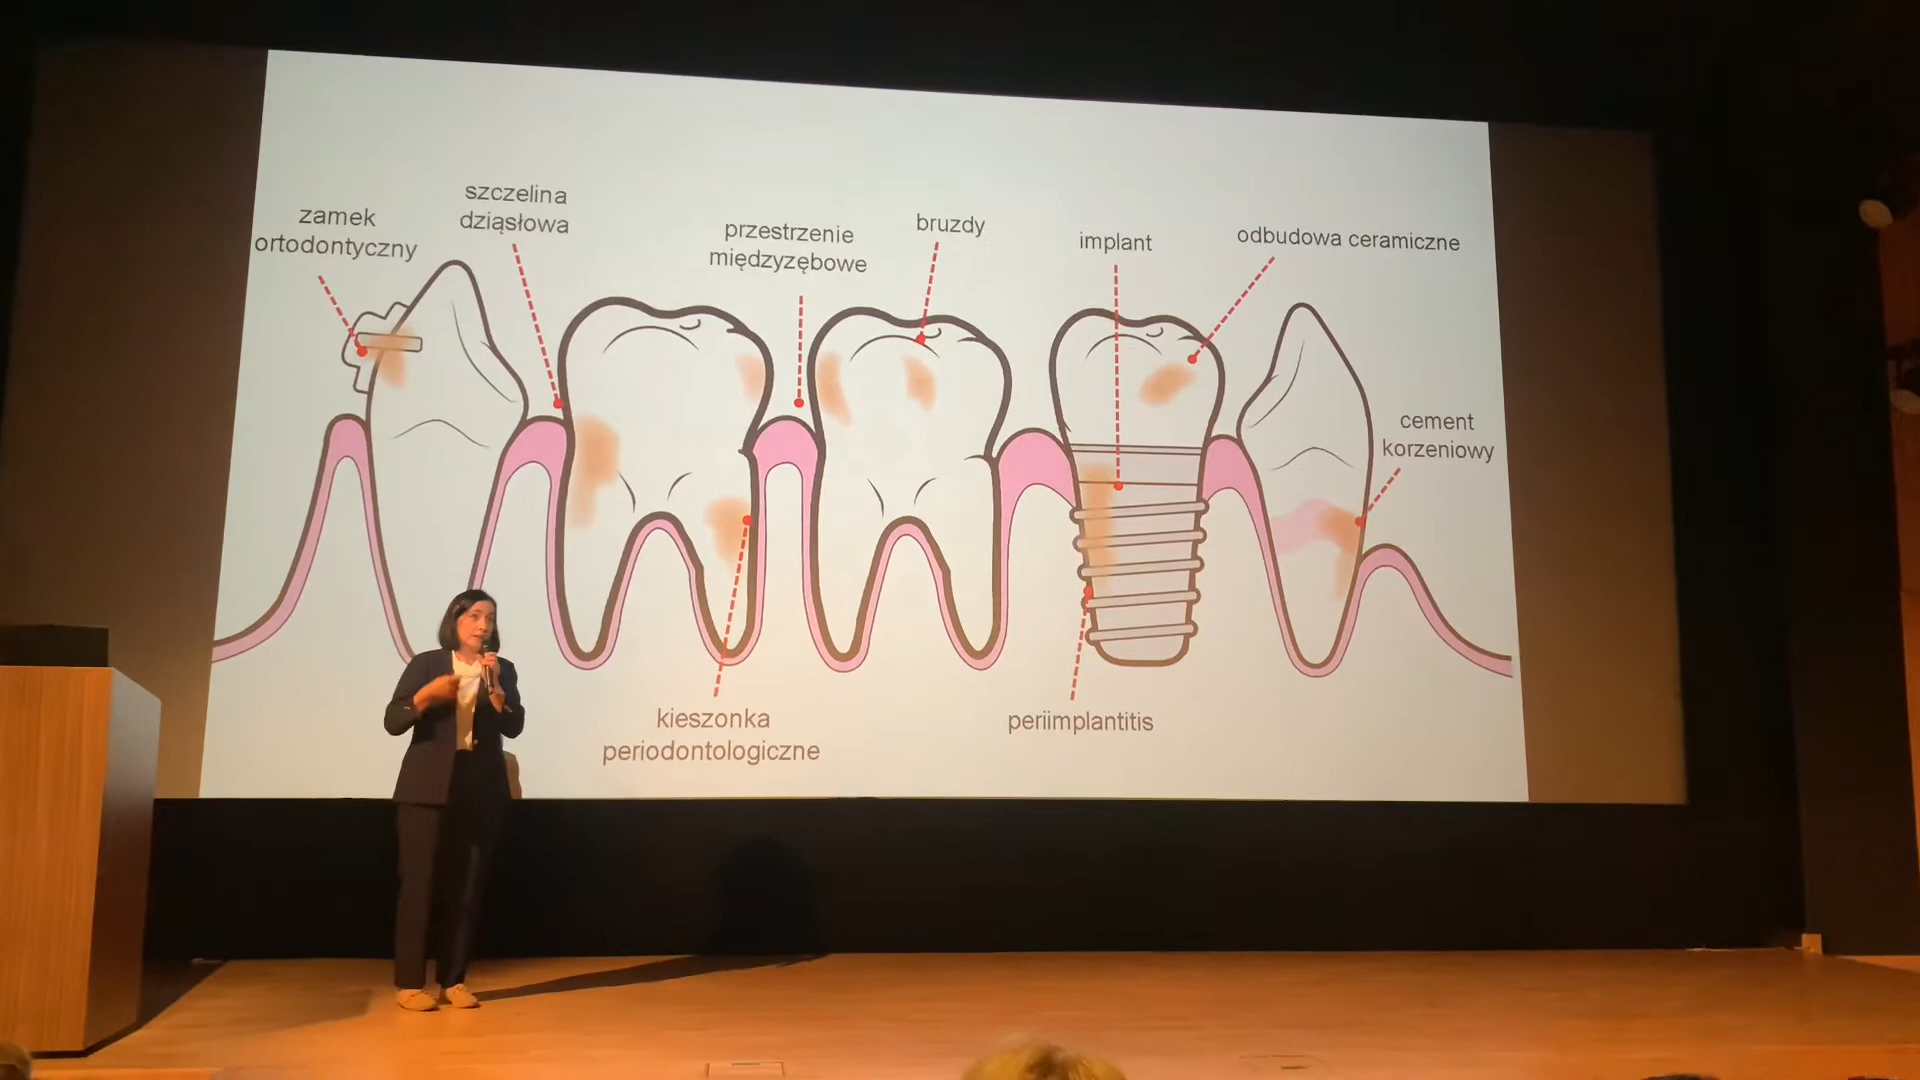 zamek
ortodontyczny
szczelina
dziąsłowa
przestrzenie
międzyzębowe
bruzdy
implant
odbudowa ceramiczne
cement
korzeniowy
kieszonka
periodontologiczne
periimplantitis